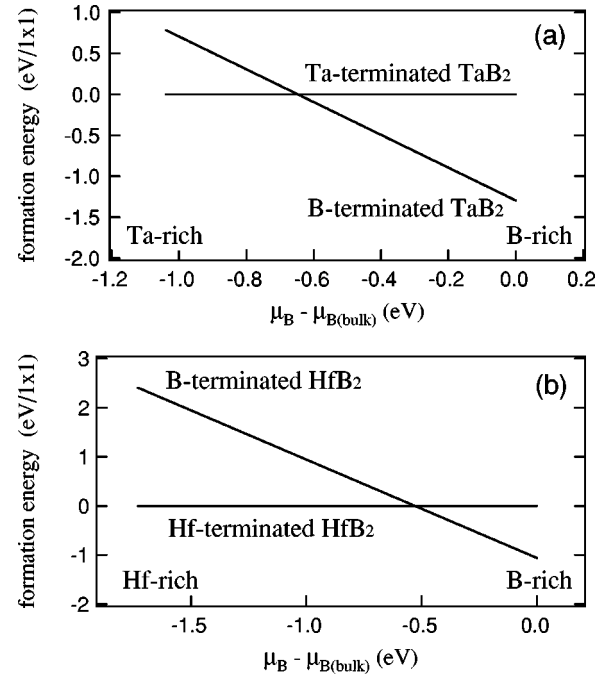 (a)
formation energy (eV/1x1)
1.0
0.5
0.0
-0.5
-1.0
-1.5
-2.0
Ta-terminated TaB2
B-terminated TaB2
Ta-rich
B-rich
-1.2 -1.0 -0.8 -0.6 -0.4 -0.2 0.0 0.2
μB - μB(bulk) (eV)
(b)
formation energy (eV/1x1)
3
2
1
0
-1
-2
B-terminated HfB2
Hf-terminated HfB2
Hf-rich
B-rich
-1.5 -1.0 -0.5 0.0
μB - μB(bulk) (eV)